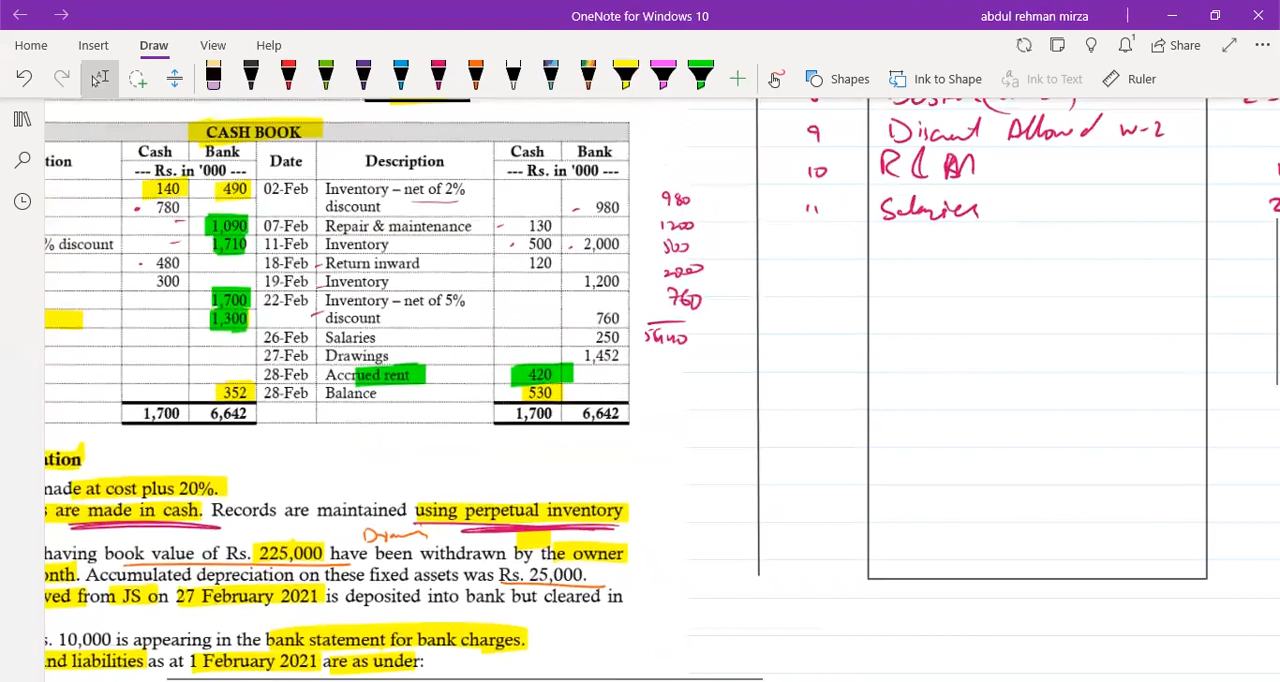 OneNote for Windows 10
abdul rehman mirza
Home Insert Draw View Help
Share
Shapes
Ink to Shape
Ink to Text
Ruler
CASH BOOK
tion Cash Bank Date Description Cash Bank
--- Rs. in '000 --- --- Rs. in '000 ---
140 490 02-Feb Inventory – net of 2%
780 discount 980
1,090 07-Feb Repair & maintenance 130
% discount 1,710 11-Feb Inventory 500 2,000
480 18-Feb Return inward 120
300 19-Feb Inventory 1,200
1,700 22-Feb Inventory – net of 5%
1,300 discount 760
26-Feb Salaries 250
27-Feb Drawings 1,452
28-Feb Accrued rent 420
352 28-Feb Balance 530
1,700 6,642 1,700 6,642
980
1200
500
2000
760
5440
9 Discount Allowed W-2
10 R & M
11 Salaries
ation
made at cost plus 20%.
s are made in cash. Records are maintained using perpetual inventory
having book value of Rs. 225,000 have been withdrawn by the owner
onth. Accumulated depreciation on these fixed assets was Rs. 25,000.
ved from JS on 27 February 2021 is deposited into bank but cleared in
s. 10,000 is appearing in the bank statement for bank charges.
nd liabilities as at 1 February 2021 are as under: